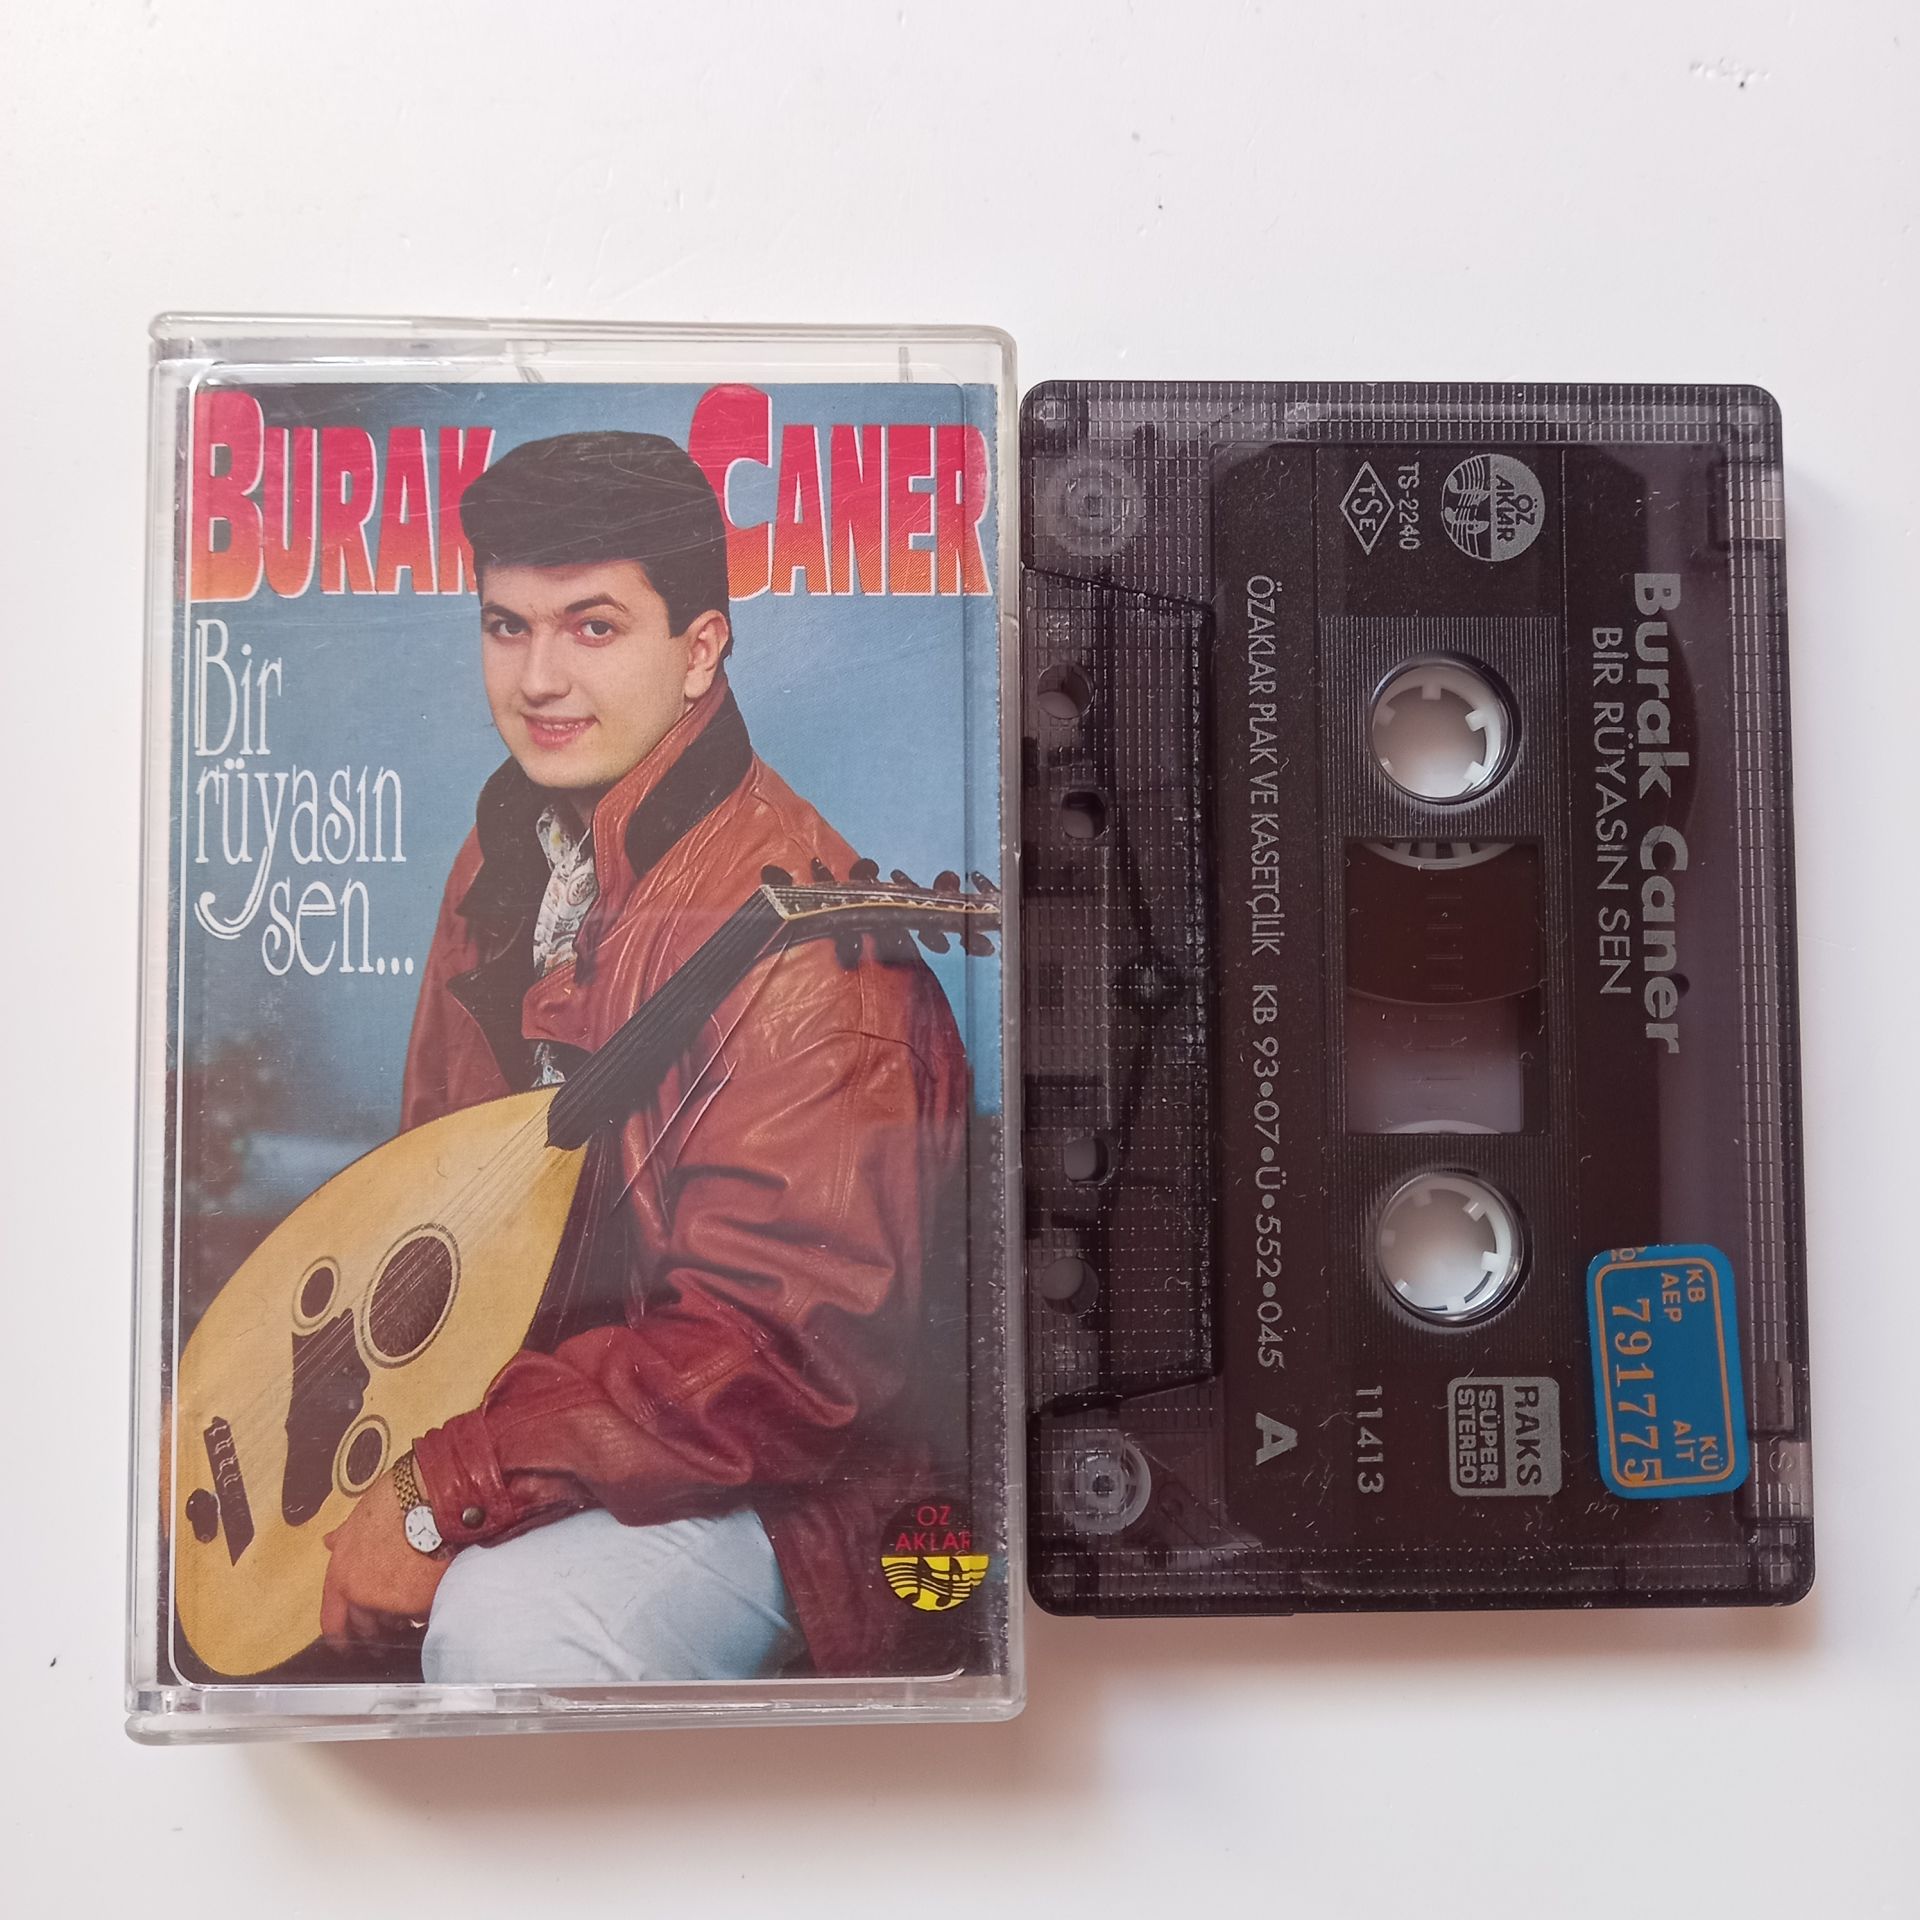 BURAK CANER
Bir
rüyasın
sen...
ÖZ
AKLAR
Burak Caner
BİR RÜYASIN SEN
ÖZ
AKLAR
TS-2240
TSE
ÖZAKLAR PLAK VE KASETÇİLİK KB 93•07•Ü•552•045 A
11413
RAKS
SÜPER
STEREO
KB KÜ
AEP AİT
791775